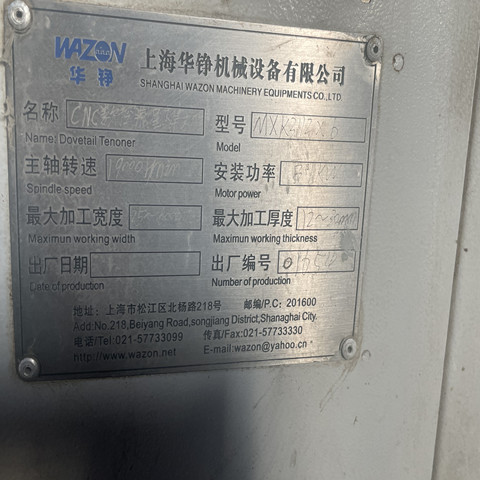 WAZON
华铮
上海华铮机械设备有限公司
SHANGHAI WAZON MACHINERY EQUIPMENTS CO.,LTD.
名称 CNC
Name: Dovetail Tenoner
型号
Model
主轴转速
Spindle speed
安装功率
Motor power
最大加工宽度
Maximun working width
最大加工厚度
Maximun working thickness
出厂日期
Date of production
出厂编号
Number of production
地址: 上海市松江区北杨路218号 邮编/P.C: 201600
Add:No.218,Beiyang Road,songjiang District,Shanaghai City.
电话/Tel.021-57733099 传真/Fax:021-57733330
http://www.wazon.net E-mail:wazon@yahoo.cn